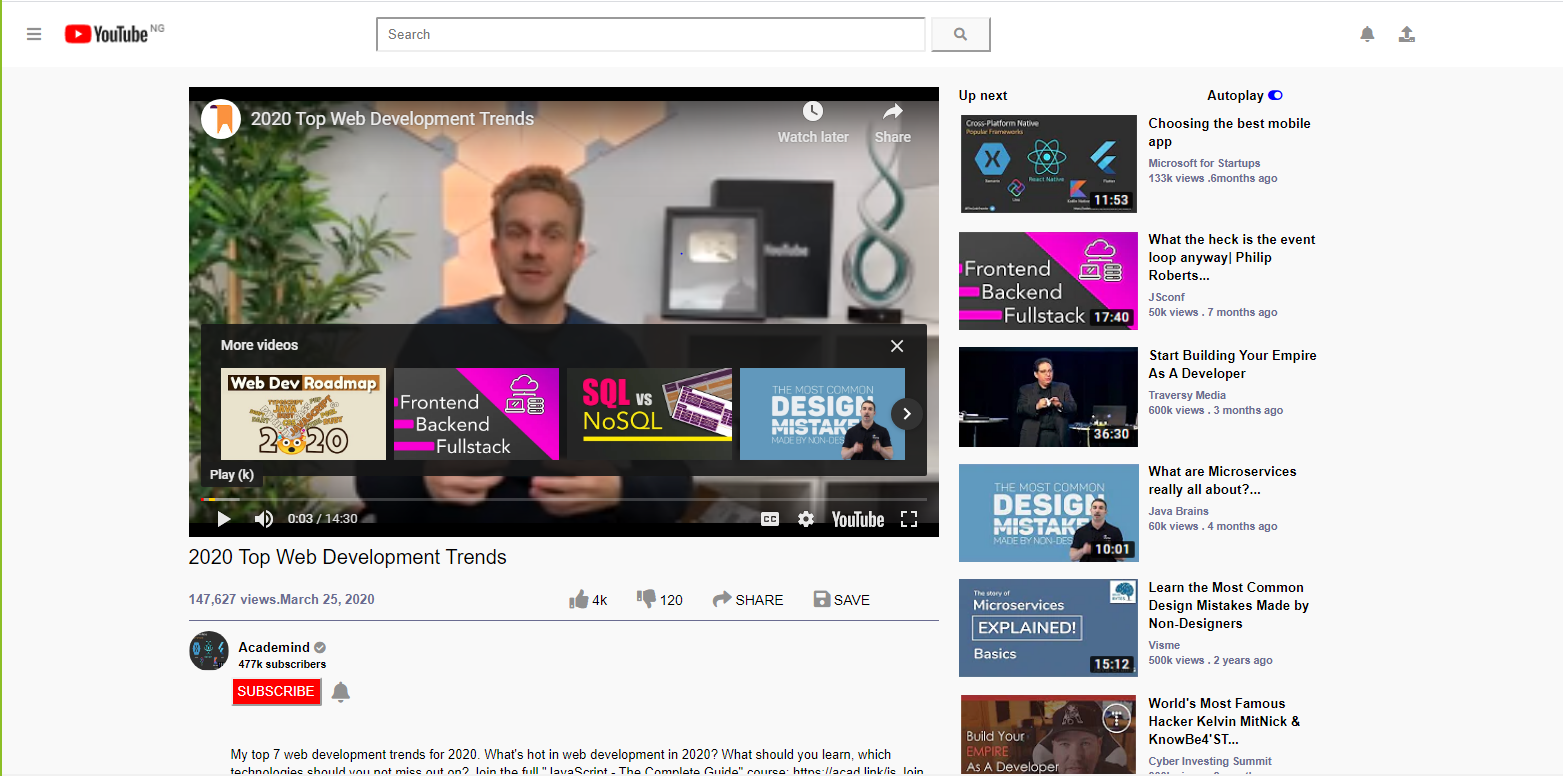 YouTube NG
Search
2020 Top Web Development Trends
Watch later
Share
YouTube
More videos
Web Dev Roadmap
2020
Frontend
Backend
Fullstack
SQL vs
NoSQL
THE MOST COMMON
DESIGN
MISTAKE
MADE BY NON-DES
Play (k)
0:03 / 14:30
CC
YouTube
2020 Top Web Development Trends
147,627 views.March 25, 2020
4k
120
SHARE
SAVE
Academind
477k subscribers
SUBSCRIBE
My top 7 web development trends for 2020. What's hot in web development in 2020? What should you learn, which
technologies should you not miss out on? Join the full "JavaScript - The Complete Guide" course: https://acad.link/js Join
Up next
Autoplay
Cross-Platform Native
Popular Frameworks
React Native
Flutter
11:53
Choosing the best mobile
app
Microsoft for Startups
133k views .6months ago
Frontend
Backend
Fullstack
17:40
What the heck is the event
loop anyway| Philip
Roberts...
JSconf
50k views . 7 months ago
36:30
Start Building Your Empire
As A Developer
Traversy Media
600k views . 3 months ago
THE MOST COMMON
DESIGN
MISTAKE
MADE BY NON-DES
10:01
What are Microservices
really all about?...
Java Brains
60k views . 4 months ago
The story of
Microservices
EXPLAINED!
Basics
15:12
Learn the Most Common
Design Mistakes Made by
Non-Designers
Visme
500k views . 2 years ago
Build Your
EMPIRE
As A Developer
World's Most Famous
Hacker Kelvin MitNick &
KnowBe4'ST...
Cyber Investing Summit